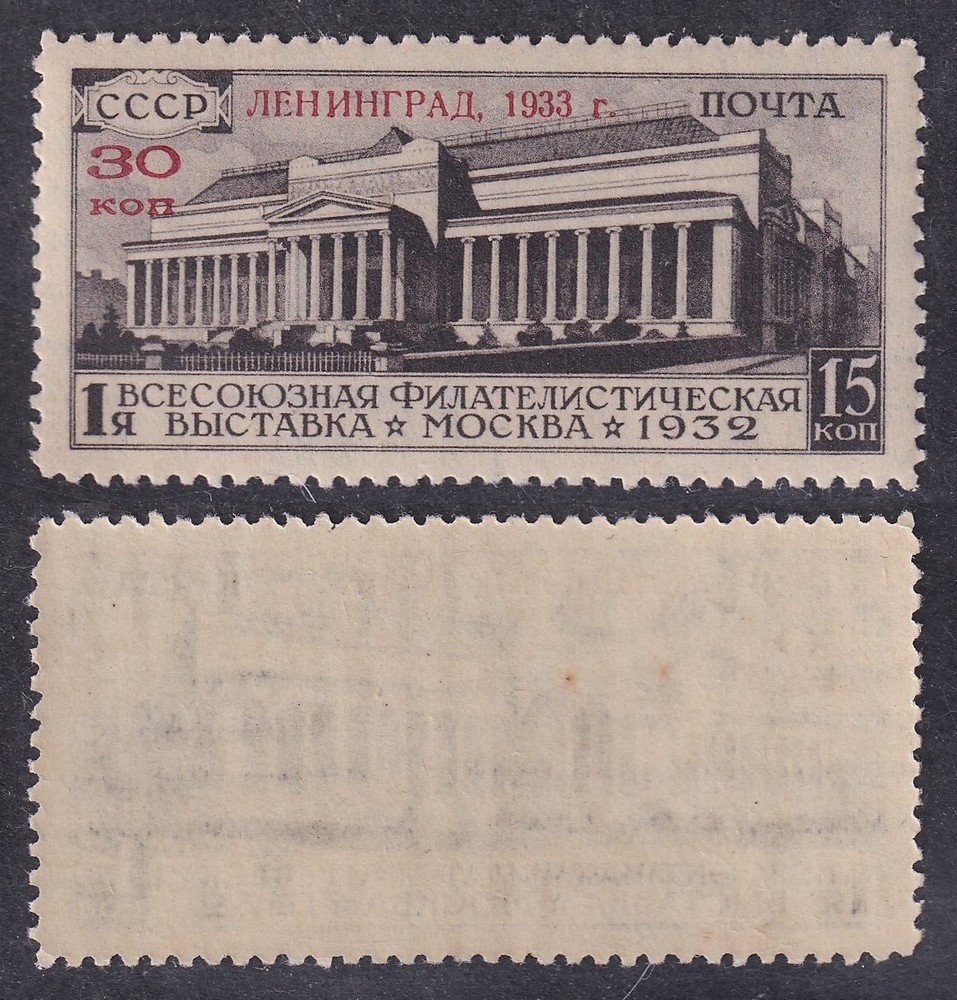 СССР ЛЕНИНГРАД, 1933 г. ПОЧТА
30
коп
1Я ВСЕСОЮЗНАЯ ФИЛАТЕЛИСТИЧЕСКАЯ
ВЫСТАВКА ☆ МОСКВА ☆ 1932
15
КОП